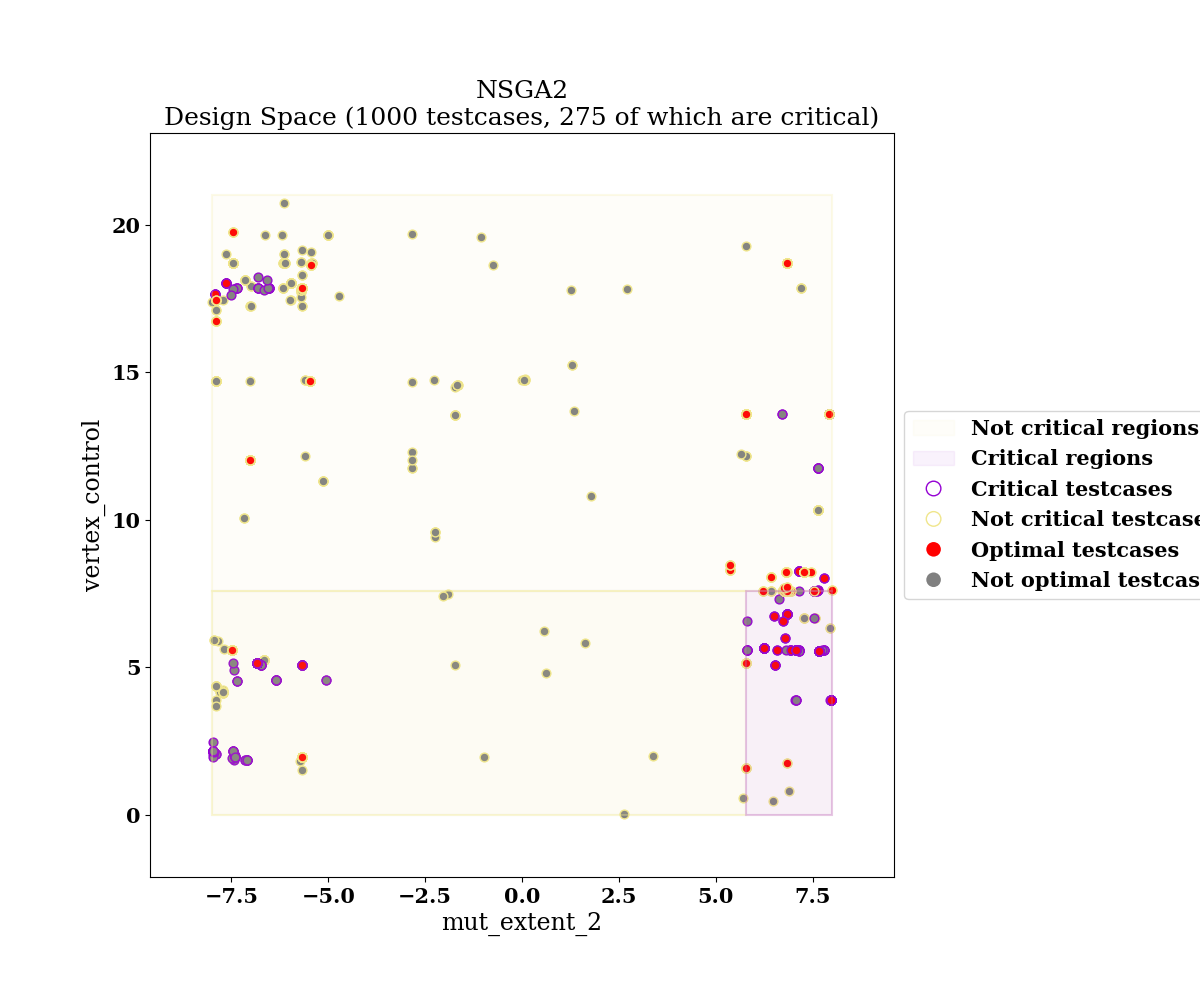 NSGA2
Design Space (1000 testcases, 275 of which are critical)
vertex_control
20
15
10
5
0
−7.5 −5.0 −2.5 0.0 2.5 5.0 7.5
mut_extent_2
Not critical regions
Critical regions
Critical testcases
Not critical testcase
Optimal testcases
Not optimal testcas